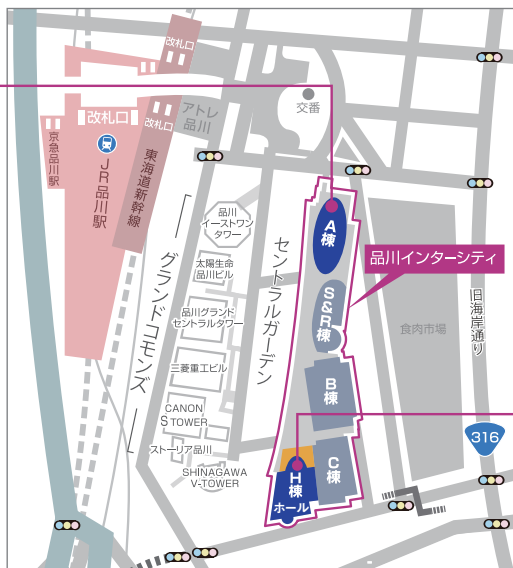 改札口
改札口
改札口
アトレ
品川
交番
京急品川駅
JR品川駅
東海道新幹線
品川
イーストワン
タワー
太陽生命
品川ビル
品川グランド
セントラルタワー
三菱重工ビル
CANON
S TOWER
ストーリア品川
SHINAGAWA
V-TOWER
グランドコモンズ
セントラルガーデン
A
棟
S&R
棟
B
棟
C
棟
H
棟
ホール
品川インターシティ
食肉市場
旧海岸通り
316